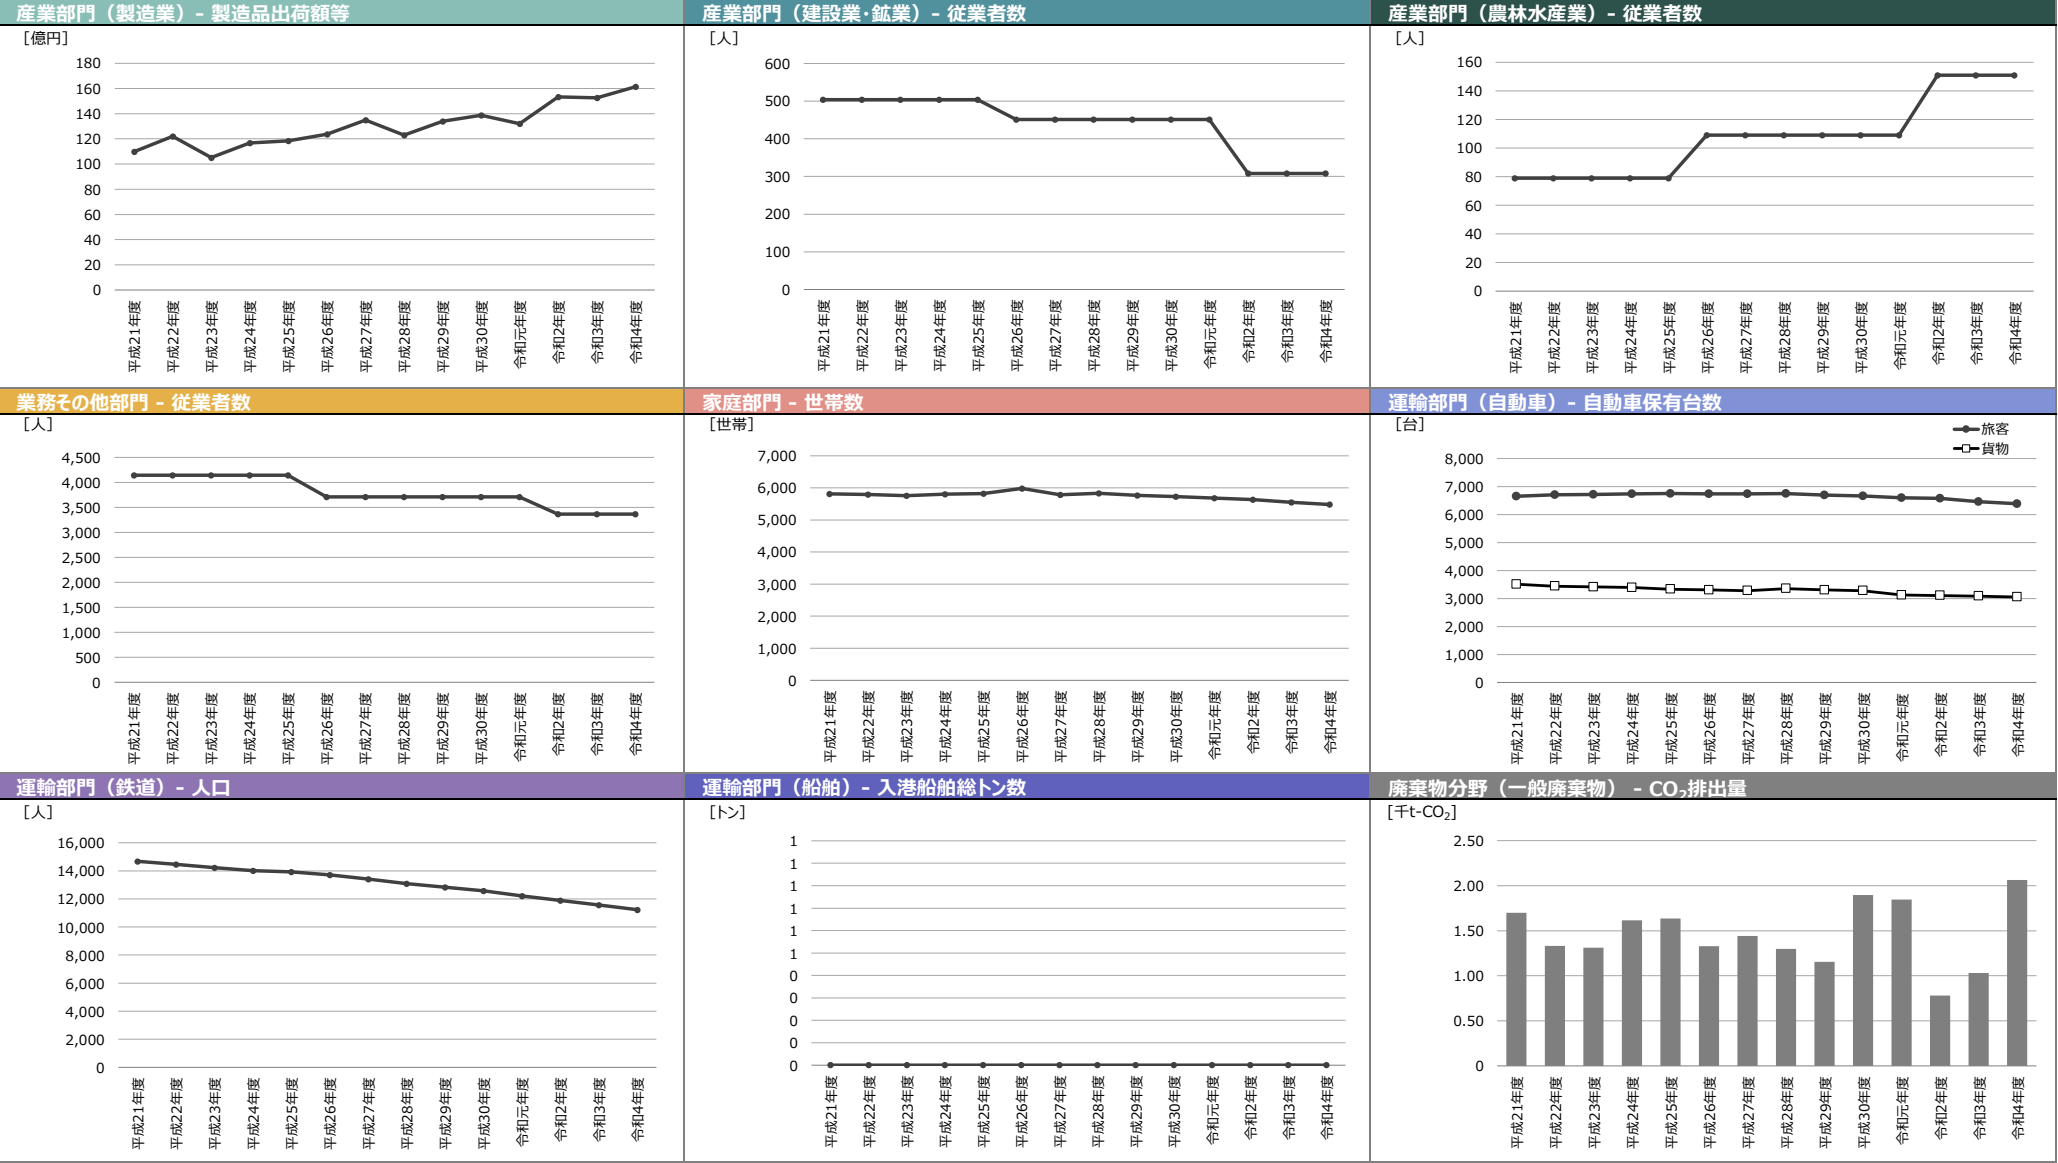 産業部門（製造業）- 製造品出荷額等
［億円］
180
160
140
120
100
80
60
40
20
0
平成21年度
平成22年度
平成23年度
平成24年度
平成25年度
平成26年度
平成27年度
平成28年度
平成29年度
平成30年度
令和元年度
令和2年度
令和3年度
令和4年度
産業部門（建設業･鉱業）- 従業者数
［人］
600
500
400
300
200
100
0
平成21年度
平成22年度
平成23年度
平成24年度
平成25年度
平成26年度
平成27年度
平成28年度
平成29年度
平成30年度
令和元年度
令和2年度
令和3年度
令和4年度
産業部門（農林水産業）- 従業者数
［人］
160
140
120
100
80
60
40
20
0
平成21年度
平成22年度
平成23年度
平成24年度
平成25年度
平成26年度
平成27年度
平成28年度
平成29年度
平成30年度
令和元年度
令和2年度
令和3年度
令和4年度
業務その他部門 - 従業者数
［人］
4,500
4,000
3,500
3,000
2,500
2,000
1,500
1,000
500
0
平成21年度
平成22年度
平成23年度
平成24年度
平成25年度
平成26年度
平成27年度
平成28年度
平成29年度
平成30年度
令和元年度
令和2年度
令和3年度
令和4年度
家庭部門 - 世帯数
［世帯］
7,000
6,000
5,000
4,000
3,000
2,000
1,000
0
平成21年度
平成22年度
平成23年度
平成24年度
平成25年度
平成26年度
平成27年度
平成28年度
平成29年度
平成30年度
令和元年度
令和2年度
令和3年度
令和4年度
運輸部門（自動車）- 自動車保有台数
［台］
旅客
貨物
8,000
7,000
6,000
5,000
4,000
3,000
2,000
1,000
0
平成21年度
平成22年度
平成23年度
平成24年度
平成25年度
平成26年度
平成27年度
平成28年度
平成29年度
平成30年度
令和元年度
令和2年度
令和3年度
令和4年度
運輸部門（鉄道）- 人口
［人］
16,000
14,000
12,000
10,000
8,000
6,000
4,000
2,000
0
平成21年度
平成22年度
平成23年度
平成24年度
平成25年度
平成26年度
平成27年度
平成28年度
平成29年度
平成30年度
令和元年度
令和2年度
令和3年度
令和4年度
運輸部門（船舶）- 入港船舶総トン数
［トン］
1
1
1
1
1
1
0
0
0
0
0
平成21年度
平成22年度
平成23年度
平成24年度
平成25年度
平成26年度
平成27年度
平成28年度
平成29年度
平成30年度
令和元年度
令和2年度
令和3年度
令和4年度
廃棄物分野（一般廃棄物） - CO₂排出量
［千t-CO₂］
2.50
2.00
1.50
1.00
0.50
0
平成21年度
平成22年度
平成23年度
平成24年度
平成25年度
平成26年度
平成27年度
平成28年度
平成29年度
平成30年度
令和元年度
令和2年度
令和3年度
令和4年度